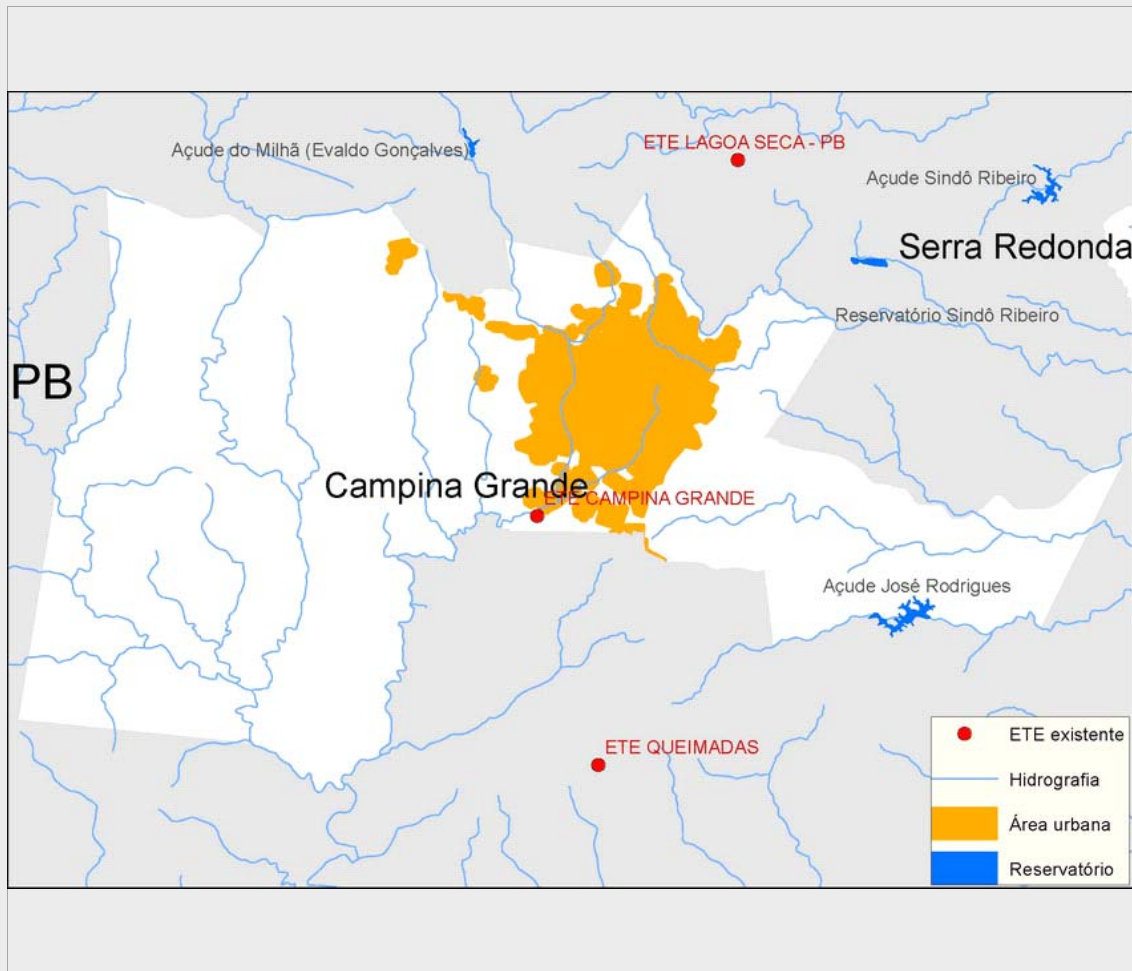 ETE LAGOA SECA - PB
Açude do Milhã (Evaldo Gonçalves)
Açude Sindô Ribeiro
Serra Redonda
Reservatório Sindô Ribeiro
PB
Campina Grande
ETE CAMPINA GRANDE
Açude José Rodrigues
ETE QUEIMADAS
ETE existente
Hidrografia
Área urbana
Reservatório